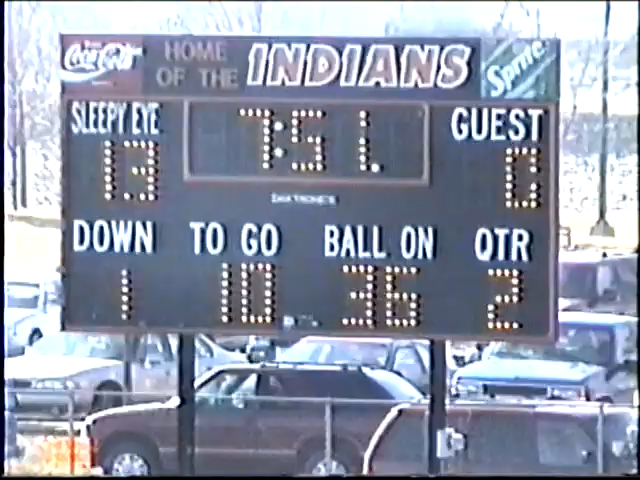 Coca-Cola
HOME
OF THE
INDIANS
Sprite
SLEEPY EYE
7:51.
GUEST
13
0
DAKTRONICS
DOWN
TO GO
BALL ON
QTR
1
10
36
2